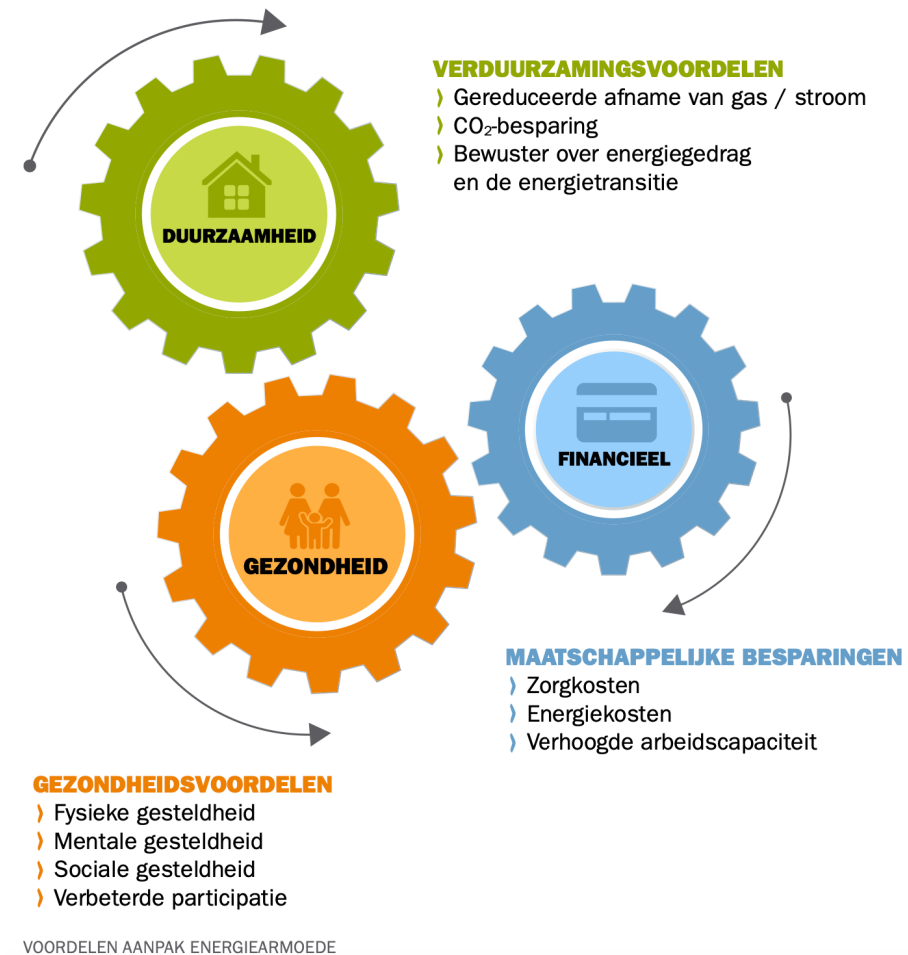 VERDUURZAMINGSVOORDELEN
Gereduceerde afname van gas / stroom
CO₂-besparing
Bewuster over energiegedrag
en de energietransitie
DUURZAAMHEID
FINANCIEEL
GEZONDHEID
MAATSCHAPPELIJKE BESPARINGEN
Zorgkosten
Energiekosten
Verhoogde arbeidscapaciteit
GEZONDHEIDSVOORDELEN
Fysieke gesteldheid
Mentale gesteldheid
Sociale gesteldheid
Verbeterde participatie
VOORDELEN AANPAK ENERGIEARMOEDE